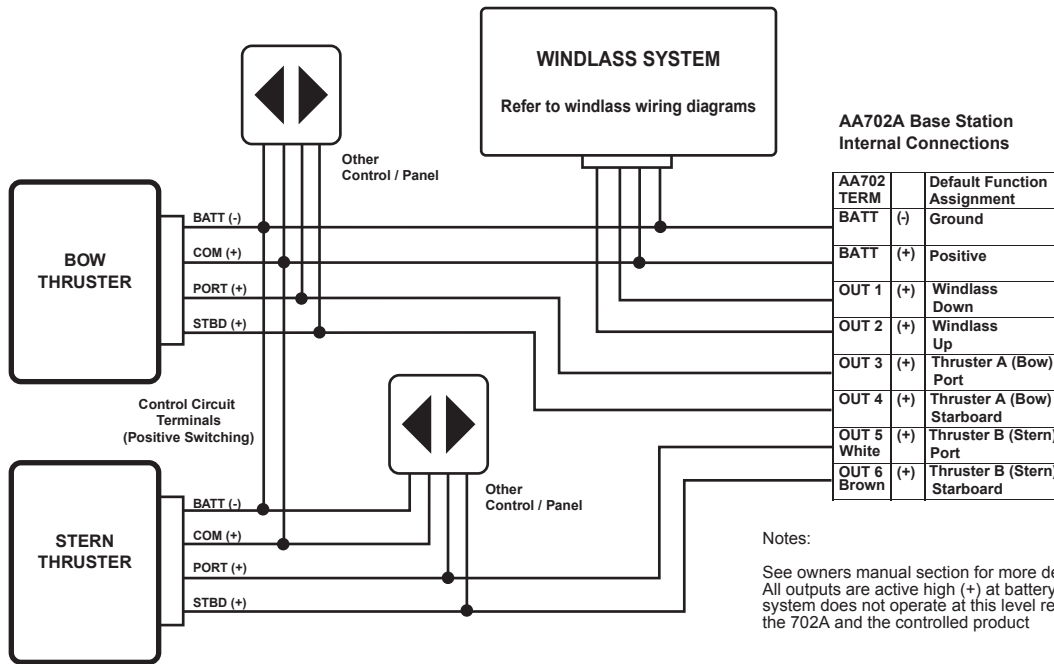 WINDLASS SYSTEM
Refer to windlass wiring diagrams
AA702A Base Station
Internal Connections
Other
Control / Panel
BOW
THRUSTER
BATT (-)
COM (+)
PORT (+)
STBD (+)
AA702
TERM
Default Function
Assignment
BATT (-) Ground
BATT (+) Positive
OUT 1 (+) Windlass
Down
OUT 2 (+) Windlass
Up
OUT 3 (+) Thruster A (Bow)
Port
OUT 4 (+) Thruster A (Bow)
Starboard
OUT 5
White
(+) Thruster B (Stern)
Port
OUT 6
Brown
(+) Thruster B (Stern)
Starboard
Control Circuit
Terminals
(Positive Switching)
Other
Control / Panel
STERN
THRUSTER
BATT (-)
COM (+)
PORT (+)
STBD (+)
Notes:
See owners manual section for more
All outputs are active high (+) at battery
system does not operate at this level
the 702A and the controlled product